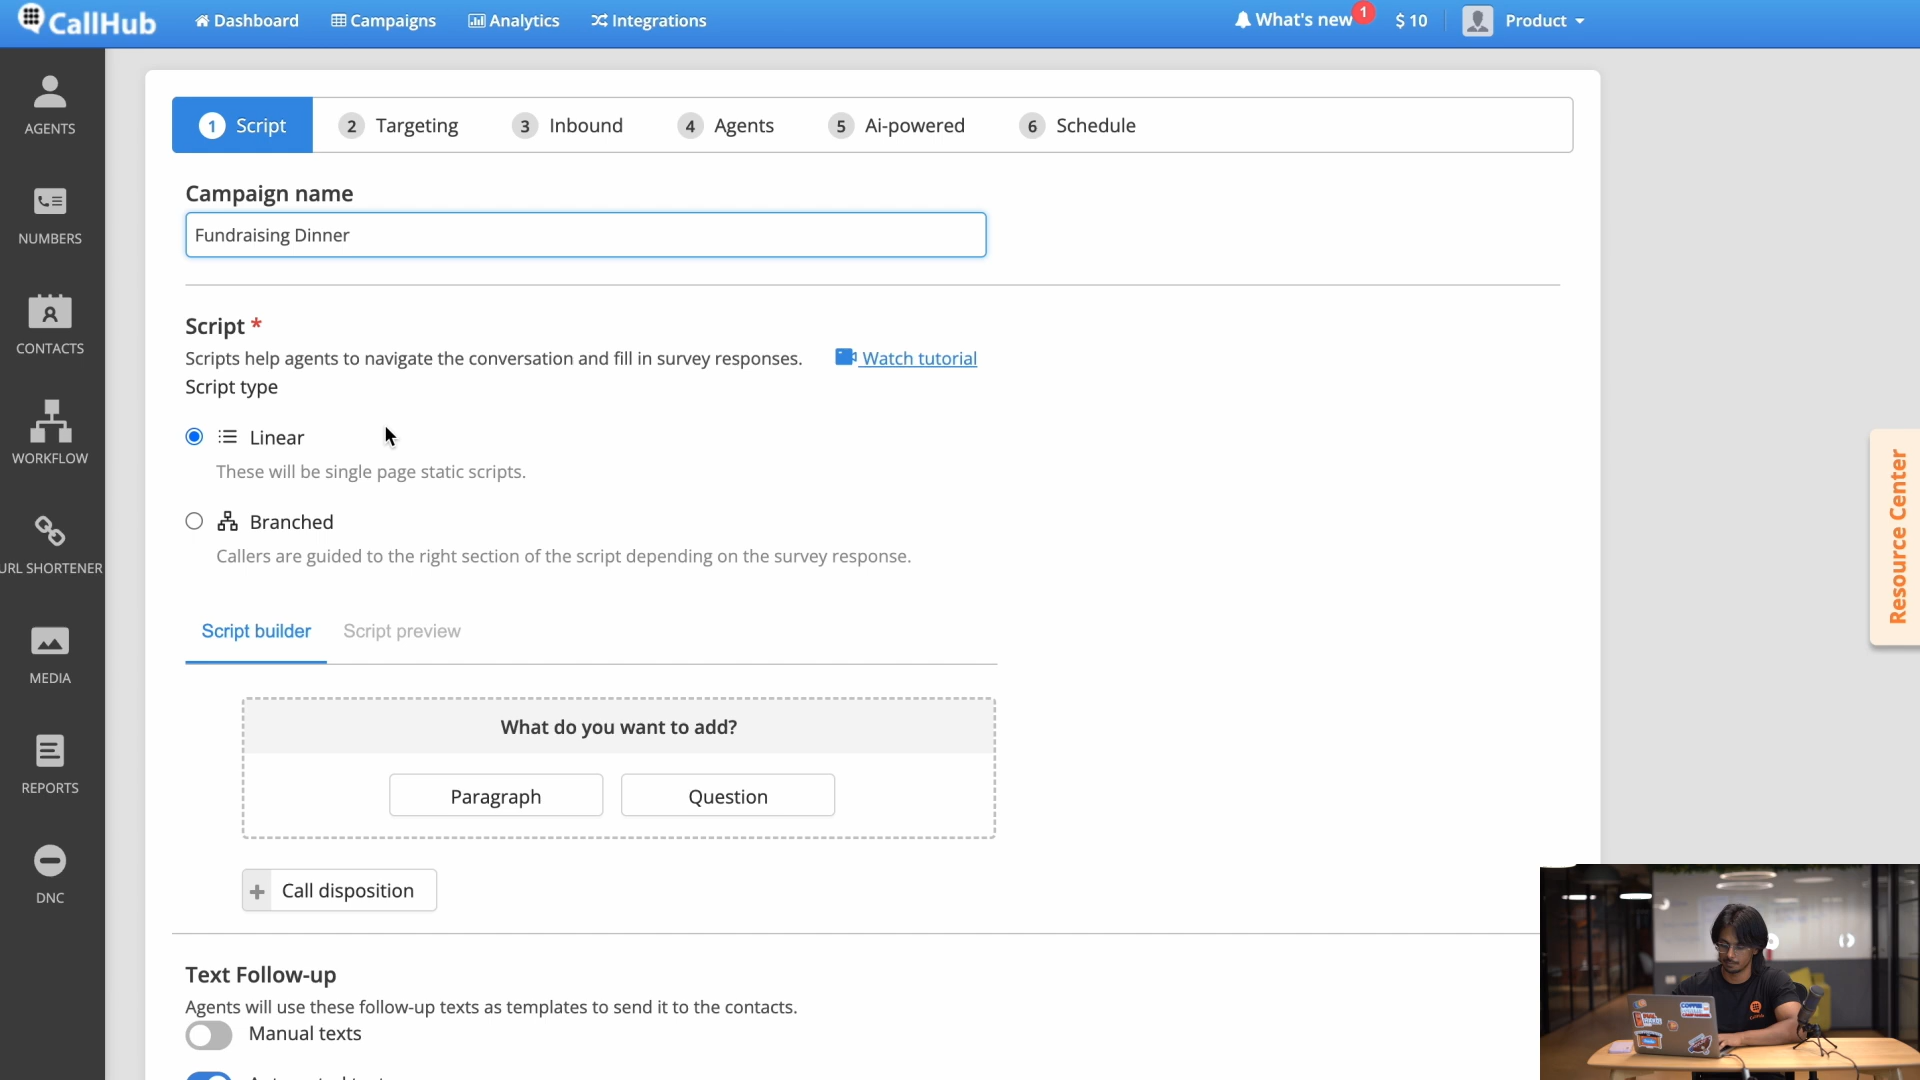 CallHub
Dashboard
Campaigns
Analytics
Integrations
What's new
1
$ 10
Product
AGENTS
NUMBERS
CONTACTS
WORKFLOW
URL SHORTENER
MEDIA
REPORTS
DNC
1 Script
2 Targeting
3 Inbound
4 Agents
5 Ai-powered
6 Schedule
Campaign name
Fundraising Dinner
Script *
Scripts help agents to navigate the conversation and fill in survey responses.
Watch tutorial
Script type
Linear
These will be single page static scripts.
Branched
Callers are guided to the right section of the script depending on the survey response.
Script builder
Script preview
What do you want to add?
Paragraph
Question
+ Call disposition
Text Follow-up
Agents will use these follow-up texts as templates to send it to the contacts.
Manual texts
Resource Center